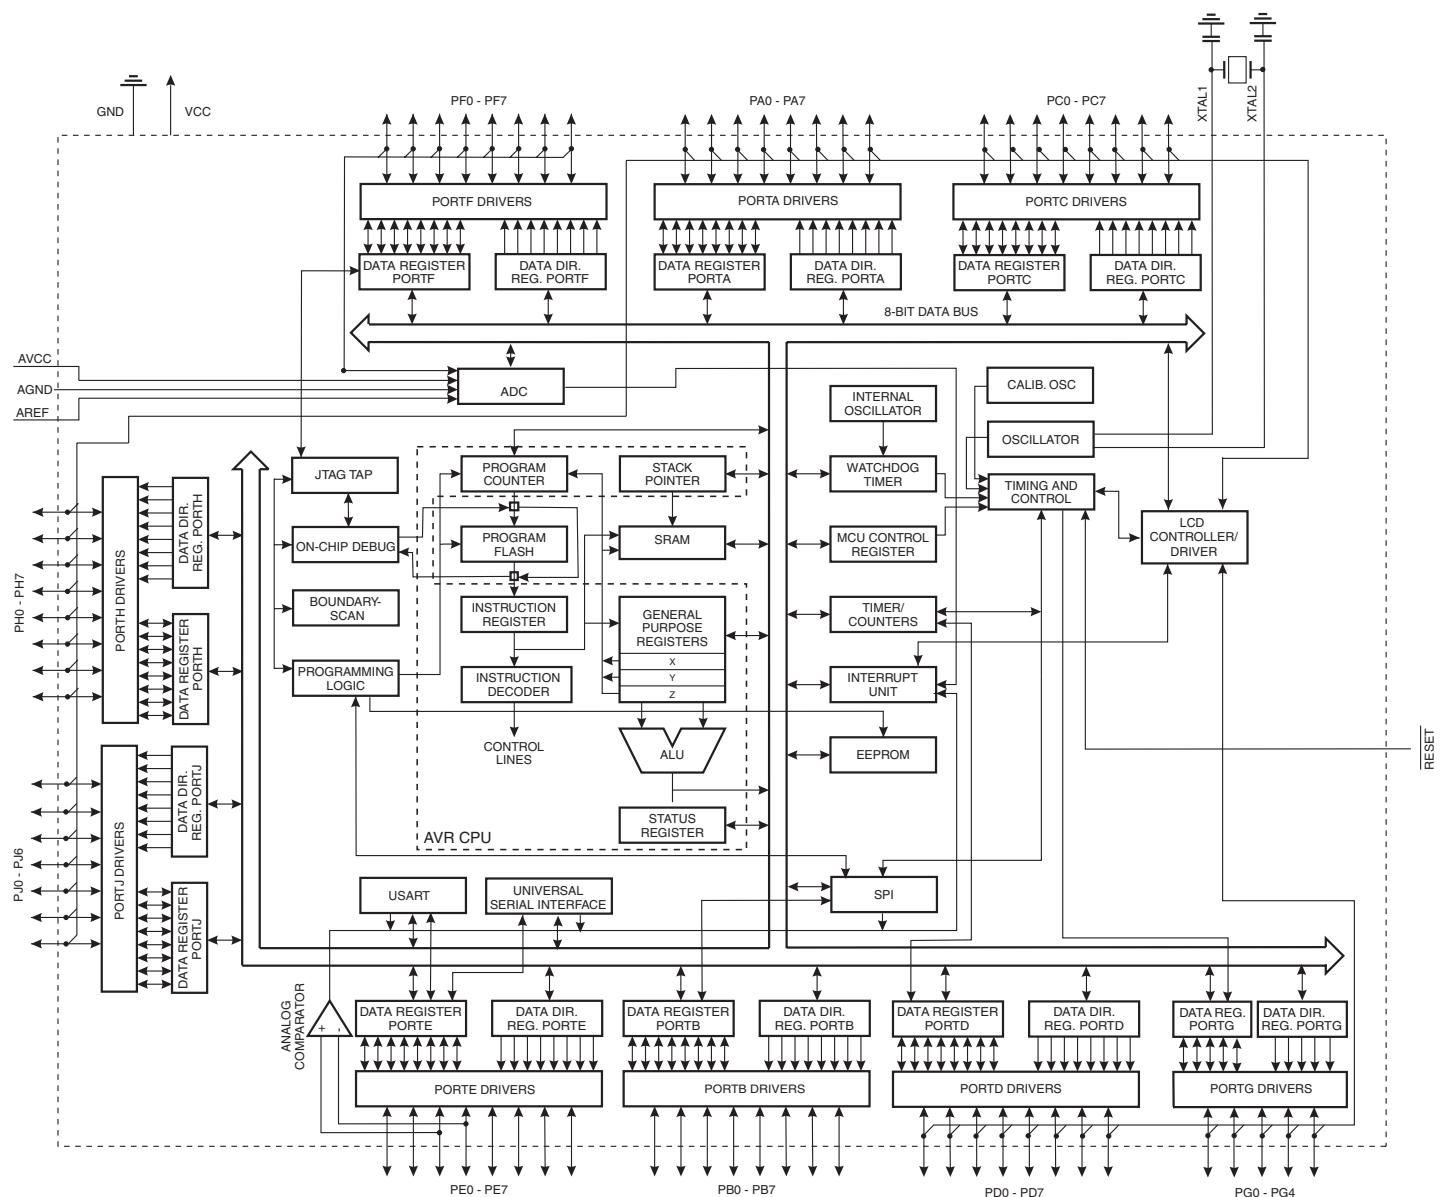 XTAL1
XTAL2
GND
VCC
PF0 - PF7
PA0 - PA7
PC0 - PC7
PORTF DRIVERS
PORTA DRIVERS
PORTC DRIVERS
DATA REGISTER
PORTF
DATA DIR.
REG. PORTF
DATA REGISTER
PORTA
DATA DIR.
REG. PORTA
DATA REGISTER
PORTC
DATA DIR.
REG. PORTC
8-BIT DATA BUS
AVCC
AGND
AREF
ADC
INTERNAL
OSCILLATOR
CALIB. OSC
OSCILLATOR
JTAG TAP
PROGRAM
COUNTER
STACK
POINTER
WATCHDOG
TIMER
TIMING AND
CONTROL
ON-CHIP DEBUG
PROGRAM
FLASH
SRAM
MCU CONTROL
REGISTER
LCD
CONTROLLER/
DRIVER
BOUNDARY-
SCAN
INSTRUCTION
REGISTER
GENERAL
PURPOSE
REGISTERS
X
Y
Z
TIMER/
COUNTERS
PROGRAMMING
LOGIC
INSTRUCTION
DECODER
INTERRUPT
UNIT
CONTROL
LINES
ALU
EEPROM
RESET
STATUS
REGISTER
AVR CPU
PH0 - PH7
PORTH DRIVERS
DATA DIR.
REG. PORTH
DATA REGISTER
PORTH
PJ0 - PJ6
PORTJ DRIVERS
DATA DIR.
REG. PORTJ
DATA REGISTER
PORTJ
USART
UNIVERSAL
SERIAL INTERFACE
SPI
ANALOG
COMPARATOR
+
-
DATA REGISTER
PORTE
DATA DIR.
REG. PORTE
DATA REGISTER
PORTB
DATA DIR.
REG. PORTB
DATA REGISTER
PORTD
DATA DIR.
REG. PORTD
DATA REG.
PORTG
DATA DIR.
REG. PORTG
PORTE DRIVERS
PORTB DRIVERS
PORTD DRIVERS
PORTG DRIVERS
PE0 - PE7
PB0 - PB7
PD0 - PD7
PG0 - PG4